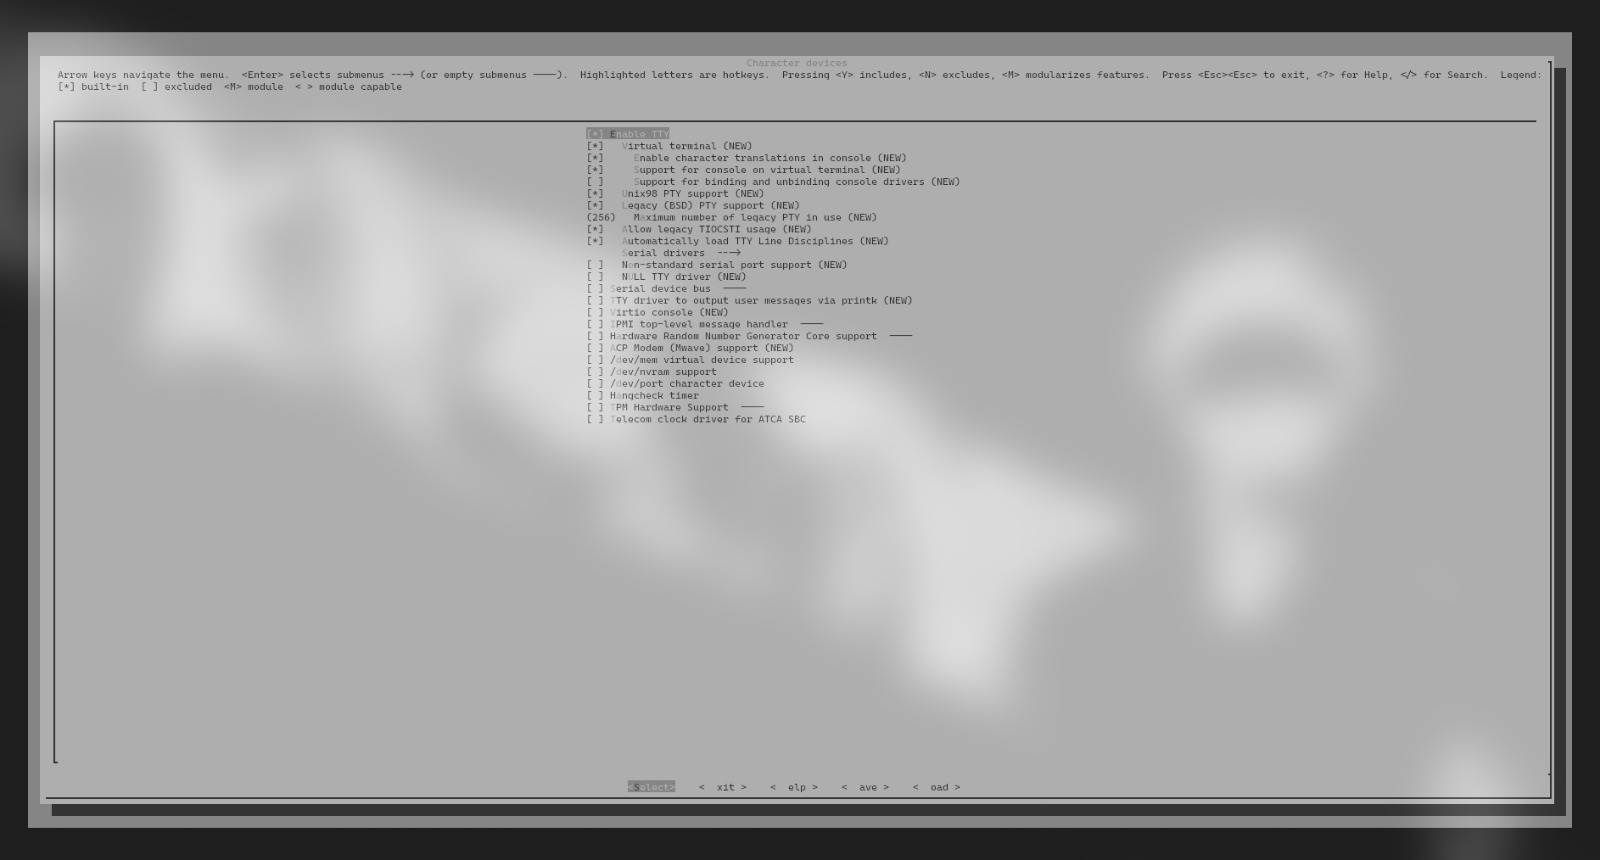 Character devices
Arrow keys navigate the menu.  <Enter> selects submenus ---> (or empty submenus ----).  Highlighted letters are hotkeys.  Pressing <Y> includes, <N> excludes, <M> modularizes features.  Press <Esc><Esc> to exit, <?> for Help, </> for Search.  Legend:
[*] built-in  [ ] excluded  <M> module  < > module capable
[*] Enable TTY
[*]   Virtual terminal (NEW)
[*]     Enable character translations in console (NEW)
[*]     Support for console on virtual terminal (NEW)
[ ]     Support for binding and unbinding console drivers (NEW)
[*]   Unix98 PTY support (NEW)
[*]   Legacy (BSD) PTY support (NEW)
(256)   Maximum number of legacy PTY in use (NEW)
[*]   Allow legacy TIOCSTI usage (NEW)
[*]   Automatically load TTY Line Disciplines (NEW)
      Serial drivers  --->
[ ]   Non-standard serial port support (NEW)
[ ]   NULL TTY driver (NEW)
[ ] Serial device bus  ----
[ ] TTY driver to output user messages via printk (NEW)
[ ] Virtio console (NEW)
[ ] IPMI top-level message handler  ----
[ ] Hardware Random Number Generator Core support  ----
[ ] ACP Modem (Mwave) support (NEW)
[ ] /dev/mem virtual device support
[ ] /dev/nvram support
[ ] /dev/port character device
[ ] Hangcheck timer
[ ] TPM Hardware Support  ----
[ ] Telecom clock driver for ATCA SBC
<Select>    <  xit >    <  elp >    <  ave >    <  oad >